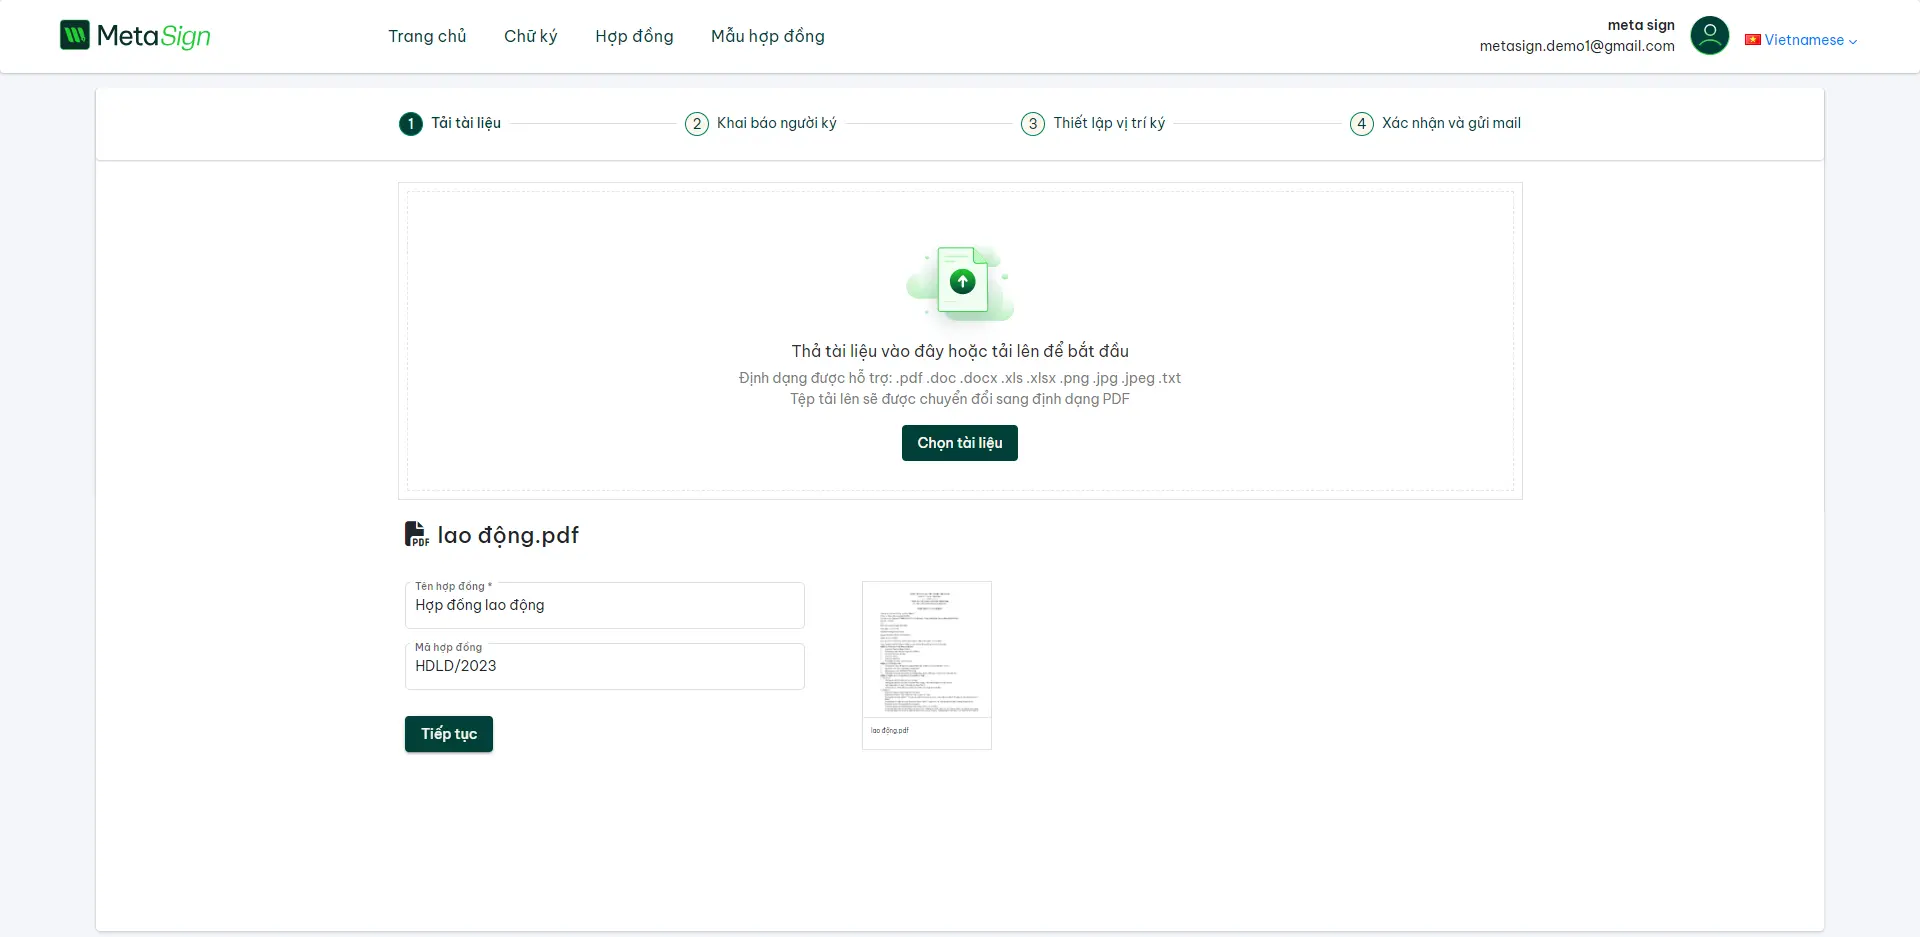 MetaSign
Trang chủ
Chữ ký
Hợp đồng
Mẫu hợp đồng
meta sign
metasign.demo1@gmail.com
Vietnamese
1 Tải tài liệu
2 Khai báo người ký
3 Thiết lập vị trí ký
4 Xác nhận và gửi mail
Thả tài liệu vào đây hoặc tải lên để bắt đầu
Định dạng được hỗ trợ: .pdf .doc .docx .xls .xlsx .png .jpg .jpeg .txt
Tệp tải lên sẽ được chuyển đổi sang định dạng PDF
Chọn tài liệu
PDF lao động.pdf
Tên hợp đồng *
Hợp đồng lao động
Mã hợp đồng
HDLD/2023
Tiếp tục
lao động.pdf